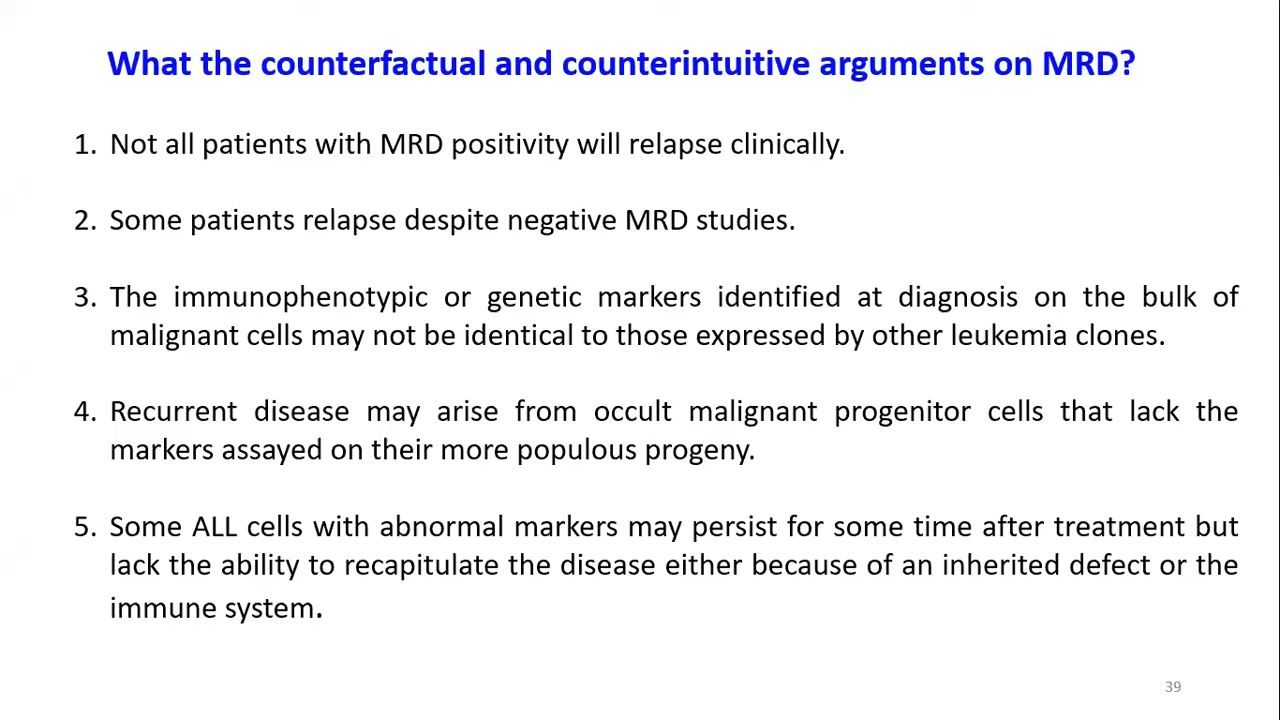 What the counterfactual and counterintuitive arguments on MRD?
1. Not all patients with MRD positivity will relapse clinically.
2. Some patients relapse despite negative MRD studies.
3. The immunophenotypic or genetic markers identified at diagnosis on the bulk of
malignant cells may not be identical to those expressed by other leukemia clones.
4. Recurrent disease may arise from occult malignant progenitor cells that lack the
markers assayed on their more populous progeny.
5. Some ALL cells with abnormal markers may persist for some time after treatment but
lack the ability to recapitulate the disease either because of an inherited defect or the
immune system.
39